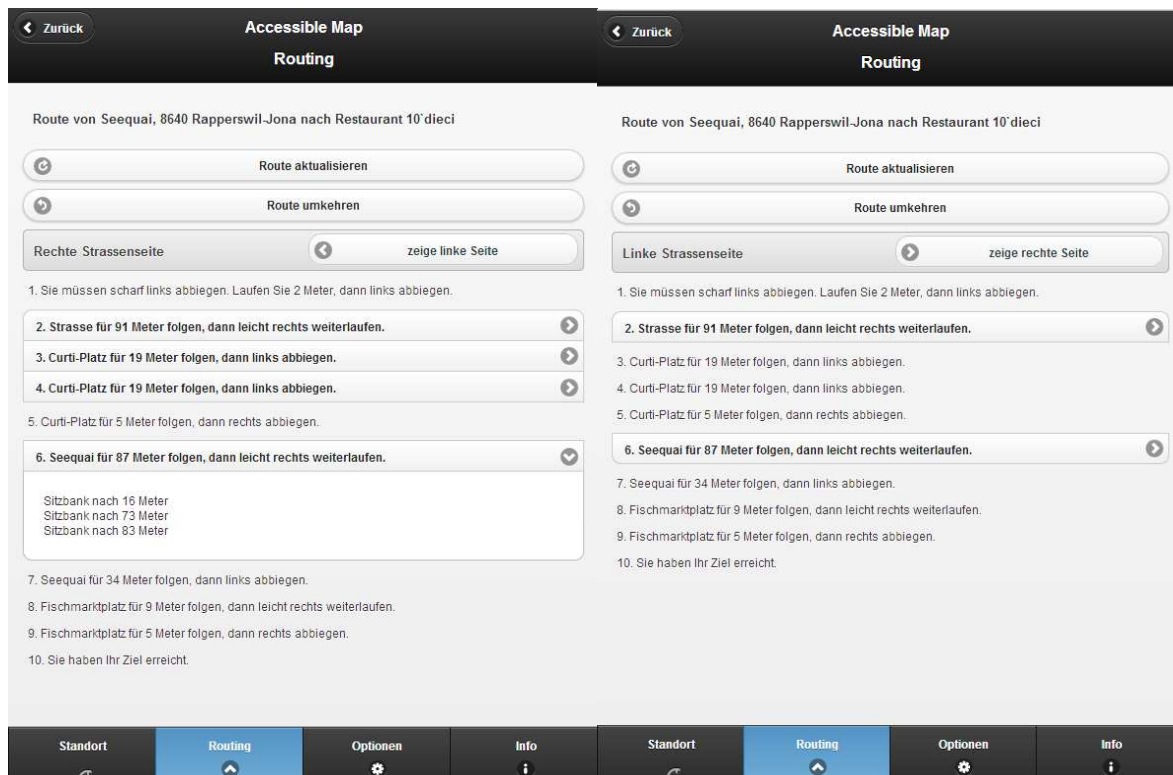 Zurück
Accessible Map
Routing
Route von Seequai, 8640 Rapperswil-Jona nach Restaurant 10`dieci
Route aktualisieren
Route umkehren
Rechte Strassenseite
zeige linke Seite
1. Sie müssen scharf links abbiegen. Laufen Sie 2 Meter, dann links abbiegen.
2. Strasse für 91 Meter folgen, dann leicht rechts weiterlaufen.
3. Curti-Platz für 19 Meter folgen, dann links abbiegen.
4. Curti-Platz für 19 Meter folgen, dann links abbiegen.
5. Curti-Platz für 5 Meter folgen, dann rechts abbiegen.
6. Seequai für 87 Meter folgen, dann leicht rechts weiterlaufen.
Sitzbank nach 16 Meter
Sitzbank nach 73 Meter
Sitzbank nach 83 Meter
7. Seequai für 34 Meter folgen, dann links abbiegen.
8. Fischmarktplatz für 9 Meter folgen, dann leicht rechts weiterlaufen.
9. Fischmarktplatz für 5 Meter folgen, dann rechts abbiegen.
10. Sie haben Ihr Ziel erreicht.
Standort Routing Optionen Info
Zurück
Accessible Map
Routing
Route von Seequai, 8640 Rapperswil-Jona nach Restaurant 10`dieci
Route aktualisieren
Route umkehren
Linke Strassenseite
zeige rechte Seite
1. Sie müssen scharf links abbiegen. Laufen Sie 2 Meter, dann links abbiegen.
2. Strasse für 91 Meter folgen, dann leicht rechts weiterlaufen.
3. Curti-Platz für 19 Meter folgen, dann links abbiegen.
4. Curti-Platz für 19 Meter folgen, dann links abbiegen.
5. Curti-Platz für 5 Meter folgen, dann rechts abbiegen.
6. Seequai für 87 Meter folgen, dann leicht rechts weiterlaufen.
7. Seequai für 34 Meter folgen, dann links abbiegen.
8. Fischmarktplatz für 9 Meter folgen, dann leicht rechts weiterlaufen.
9. Fischmarktplatz für 5 Meter folgen, dann rechts abbiegen.
10. Sie haben Ihr Ziel erreicht.
Standort Routing Optionen Info